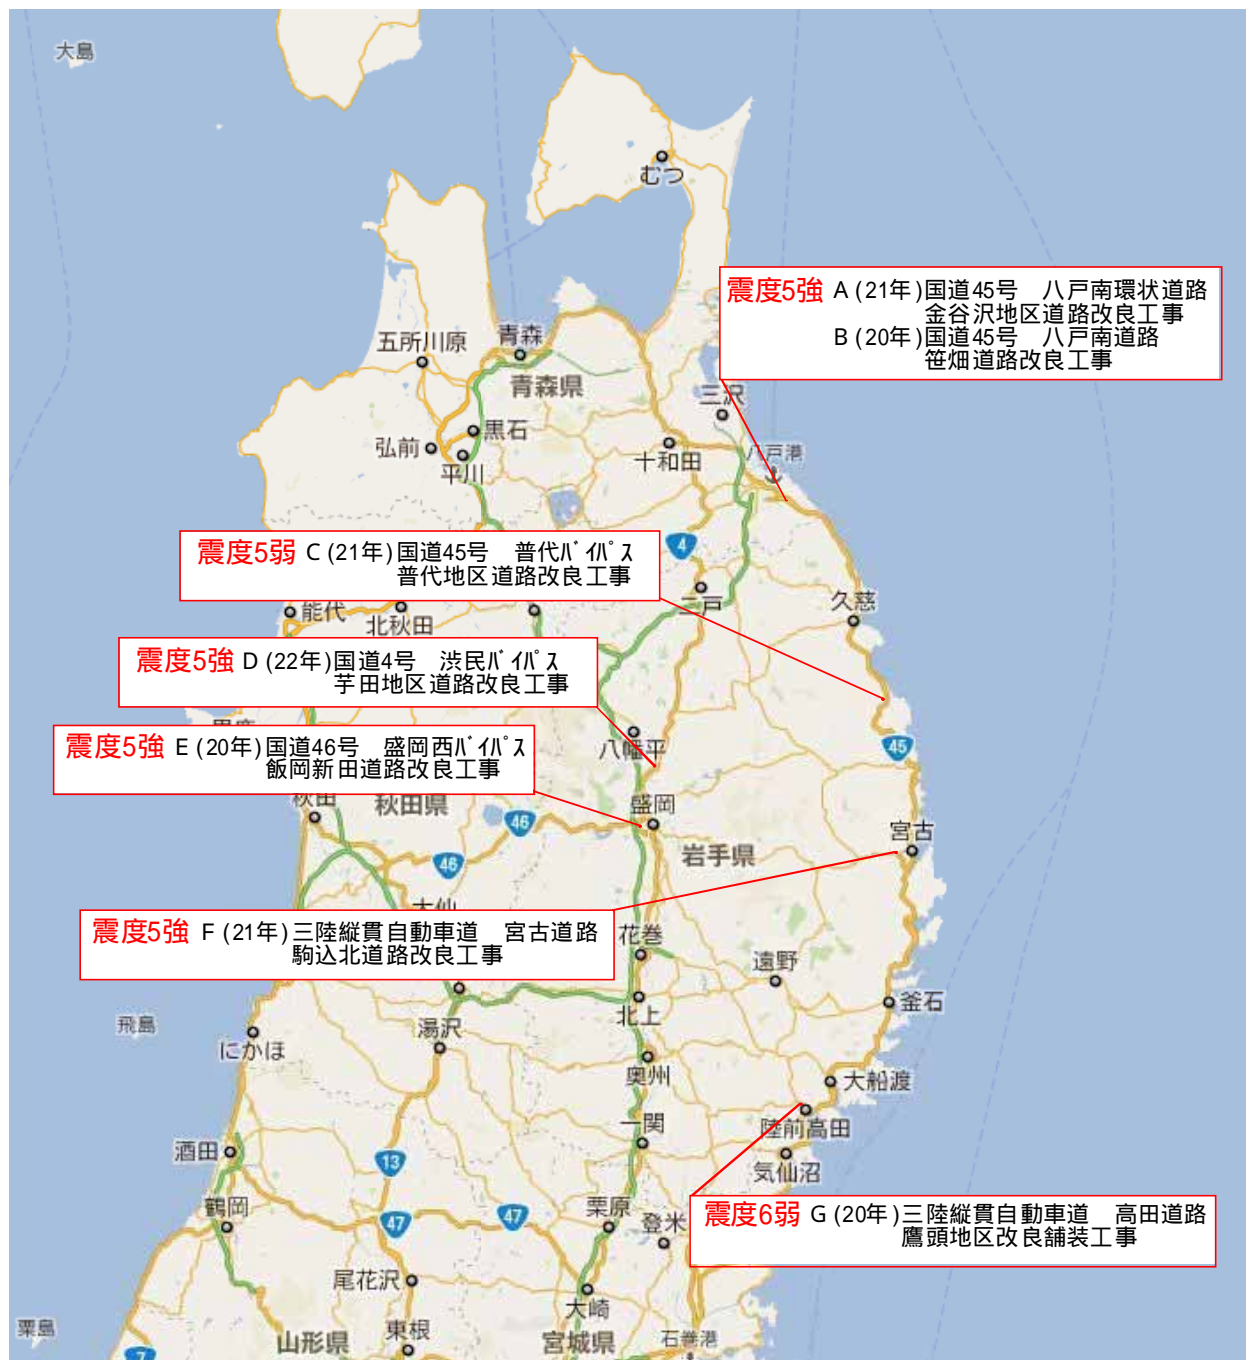 大島
むつ
震度5強 A (21年)国道45号　八戸南環状道路
金谷沢地区道路改良工事
B (20年)国道45号　八戸南道路
笹畑道路改良工事
五所川原
青森
青森県
三沢
黒石
弘前
平川
十和田
八戸港
4
震度5弱 C (21年)国道45号　普代バイパス
普代地区道路改良工事
二戸
久慈
能代
北秋田
震度5強 D (22年)国道4号　渋民バイパス
芋田地区道路改良工事
八幡平
45
震度5強 E (20年)国道46号　盛岡西バイパス
飯岡新田道路改良工事
秋田
秋田県
46
盛岡
宮古
46
岩手県
大仙
震度5強 F (21年)三陸縦貫自動車道　宮古道路
駒込北道路改良工事
花巻
遠野
釜石
飛島
にかほ
湯沢
北上
奥州
大船渡
一関
陸前高田
酒田
13
気仙沼
鶴岡
47
47
栗原
登米
震度6弱 G (20年)三陸縦貫自動車道　高田道路
鷹頭地区改良舗装工事
尾花沢
大崎
粟島
山形県
東根
宮城県
石巻港
7